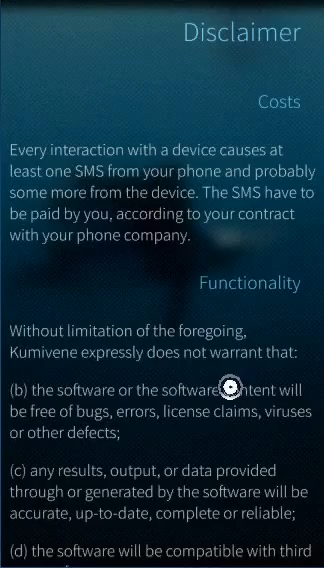 Disclaimer
Costs
Every interaction with a device causes at
least one SMS from your phone and probably
some more from the device. The SMS have to
be paid by you, according to your contract
with your phone company.
Functionality
Without limitation of the foregoing,
Kumivene expressly does not warrant that:
(b) the software or the software will
be free of bugs, errors, license claims, viruses
or other defects;
(c) any results, output, or data provided
through or generated by the software will be
accurate, up-to-date, complete or reliable;
(d) the software will be compatible with third